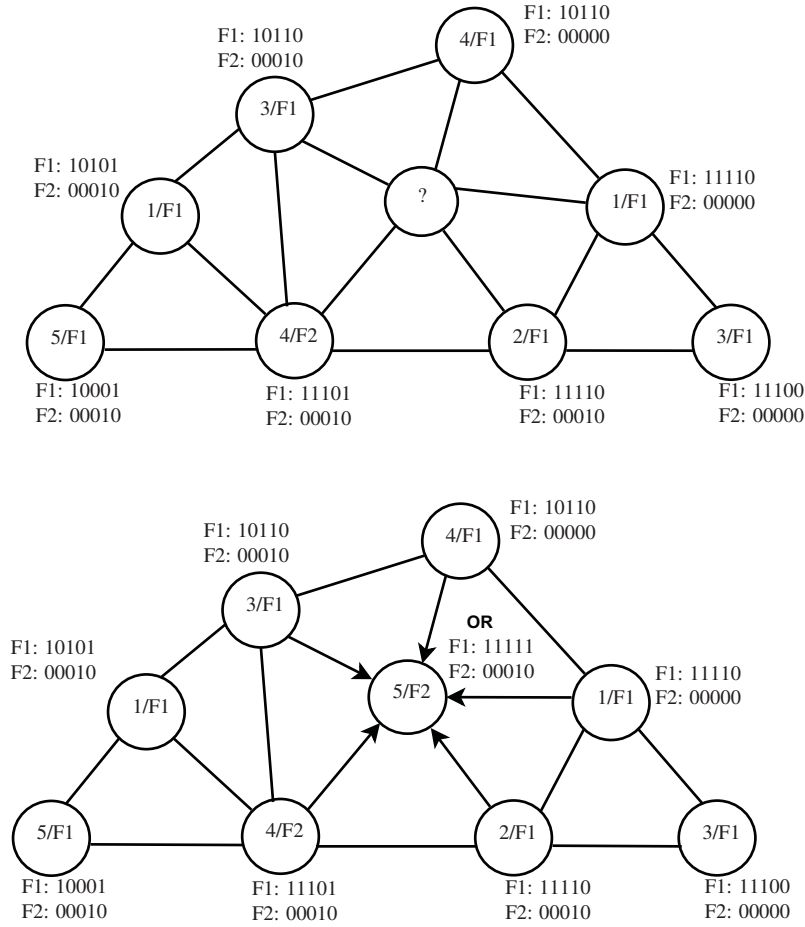 F1: 10110
F2: 00000
4/F1
F1: 10110
F2: 00010
3/F1
F1: 10101
F2: 00010
1/F1
?
F1: 11110
F2: 00000
1/F1
5/F1
4/F2
2/F1
3/F1
F1: 10001
F2: 00010
F1: 11101
F2: 00010
F1: 11110
F2: 00010
F1: 11100
F2: 00000
F1: 10110
F2: 00000
4/F1
F1: 10110
F2: 00010
3/F1
OR
F1: 11111
F2: 00010
5/F2
F1: 10101
F2: 00010
1/F1
F1: 11110
F2: 00000
1/F1
5/F1
4/F2
2/F1
3/F1
F1: 10001
F2: 00010
F1: 11101
F2: 00010
F1: 11110
F2: 00010
F1: 11100
F2: 00000